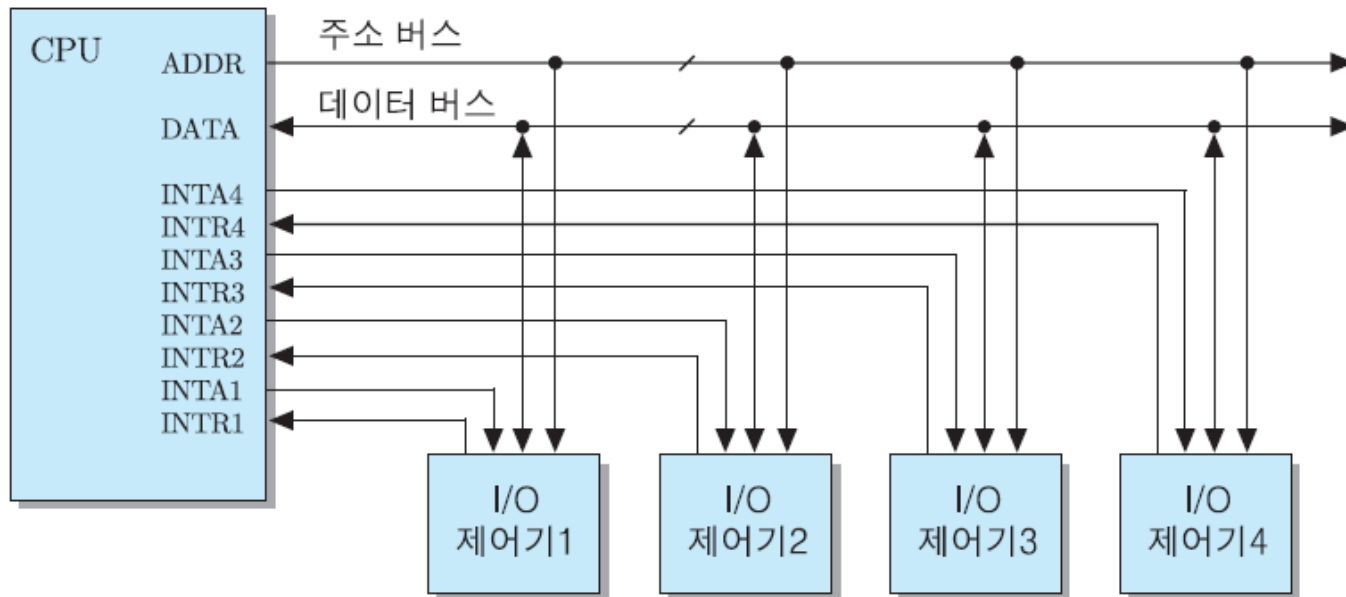 CPU
주소 버스
ADDR
데이터 버스
DATA
INTA4
INTR4
INTA3
INTR3
INTA2
INTR2
INTA1
INTR1
I/O
제어기1
I/O
제어기2
I/O
제어기3
I/O
제어기4